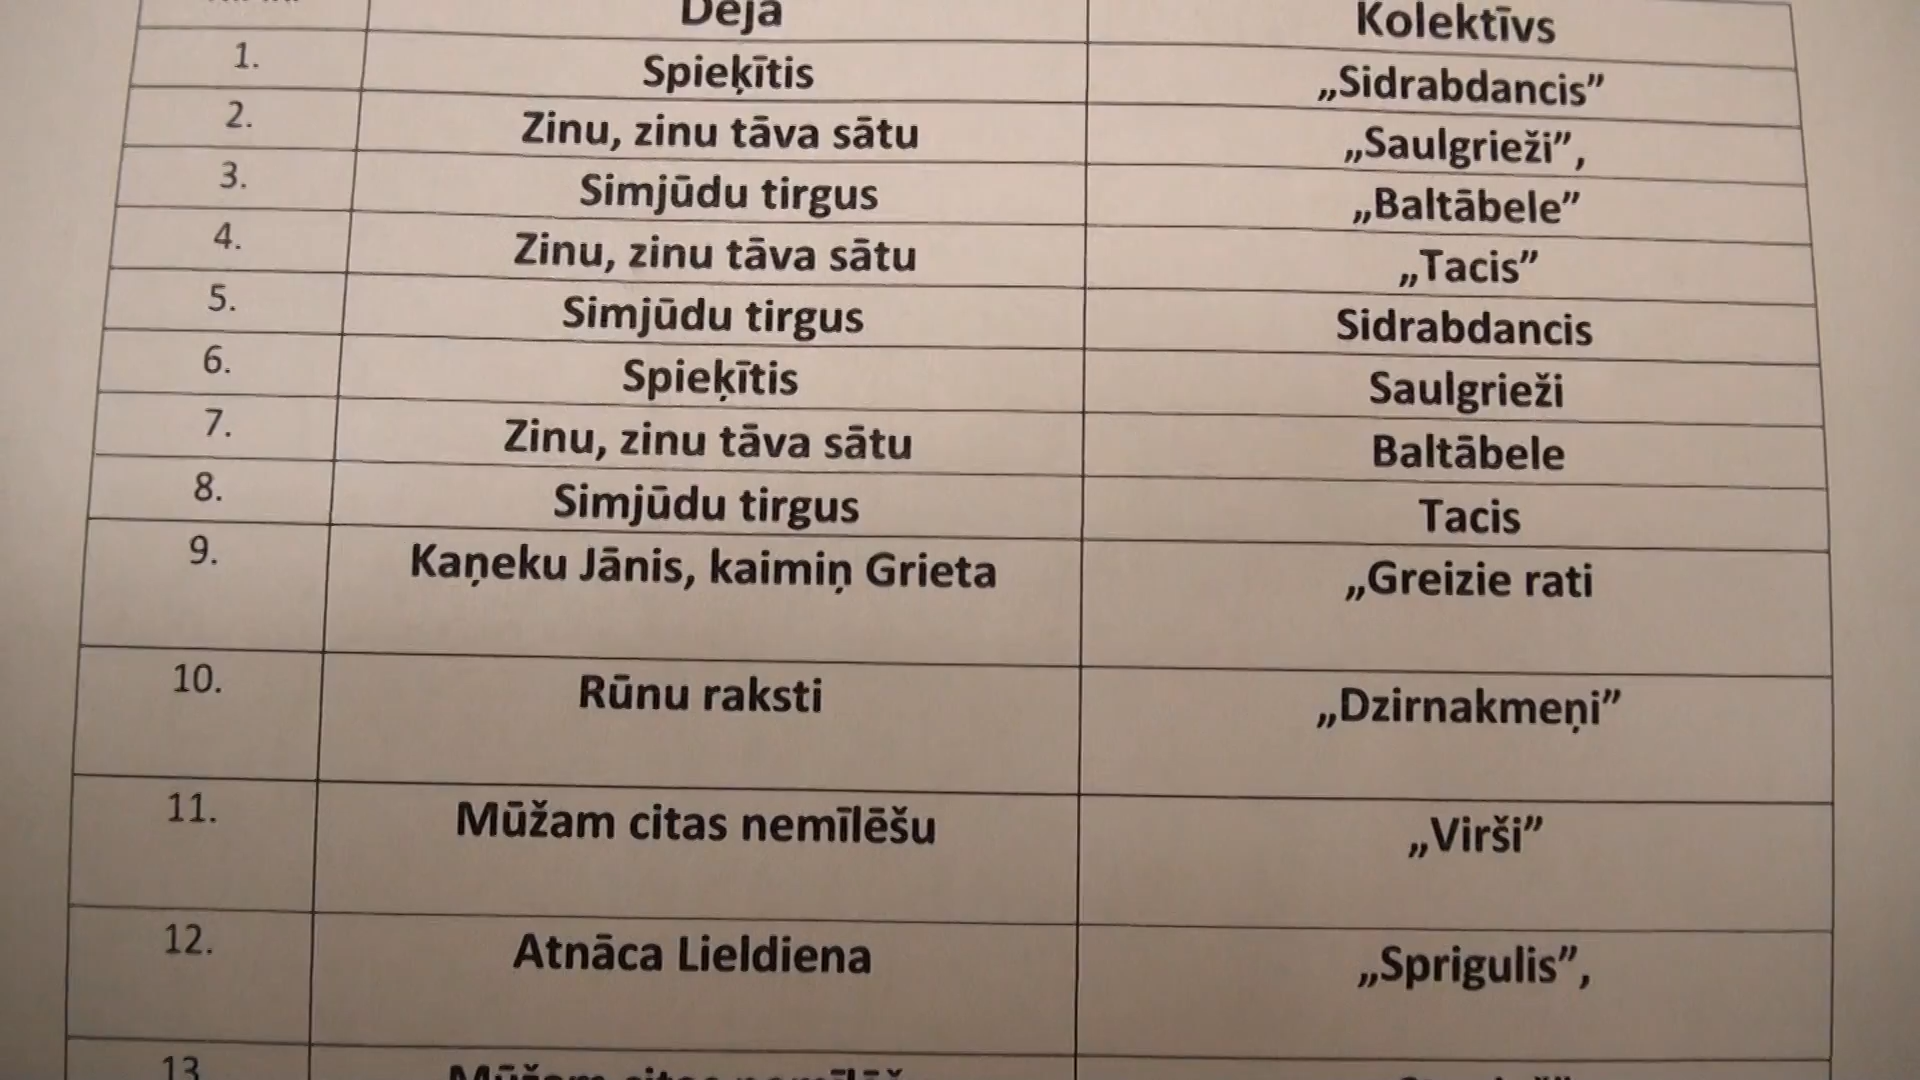 Deja Kolektīvs
1. Spieķītis „Sidrabdancis”
2. Zinu, zinu tāva sātu „Saulgrieži”,
3. Simjūdu tirgus „Baltābele”
4. Zinu, zinu tāva sātu „Tacis”
5. Simjūdu tirgus Sidrabdancis
6. Spieķītis Saulgrieži
7. Zinu, zinu tāva sātu Baltābele
8. Simjūdu tirgus Tacis
9. Kaņeku Jānis, kaimiņ Grieta „Greizie rati
10. Rūnu raksti „Dzirnakmeņi”
11. Mūžam citas nemīlēšu „Virši”
12. Atnāca Lieldiena „Sprigulis”,
13 Mūžam citas